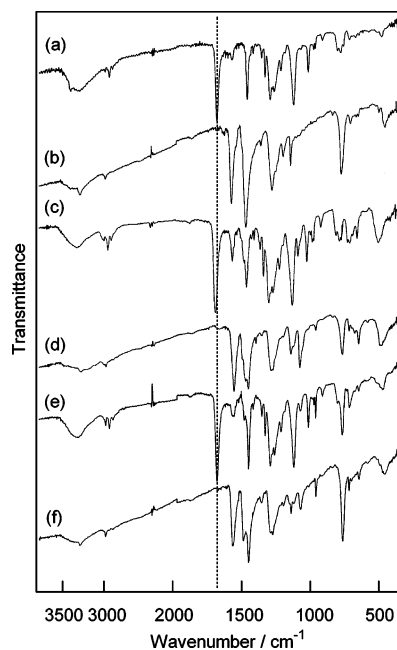 (a)
(b)
(c)
(d)
(e)
(f)
Transmittance
3500 3000 2000 1500 1000 500
Wavenumber / cm⁻¹